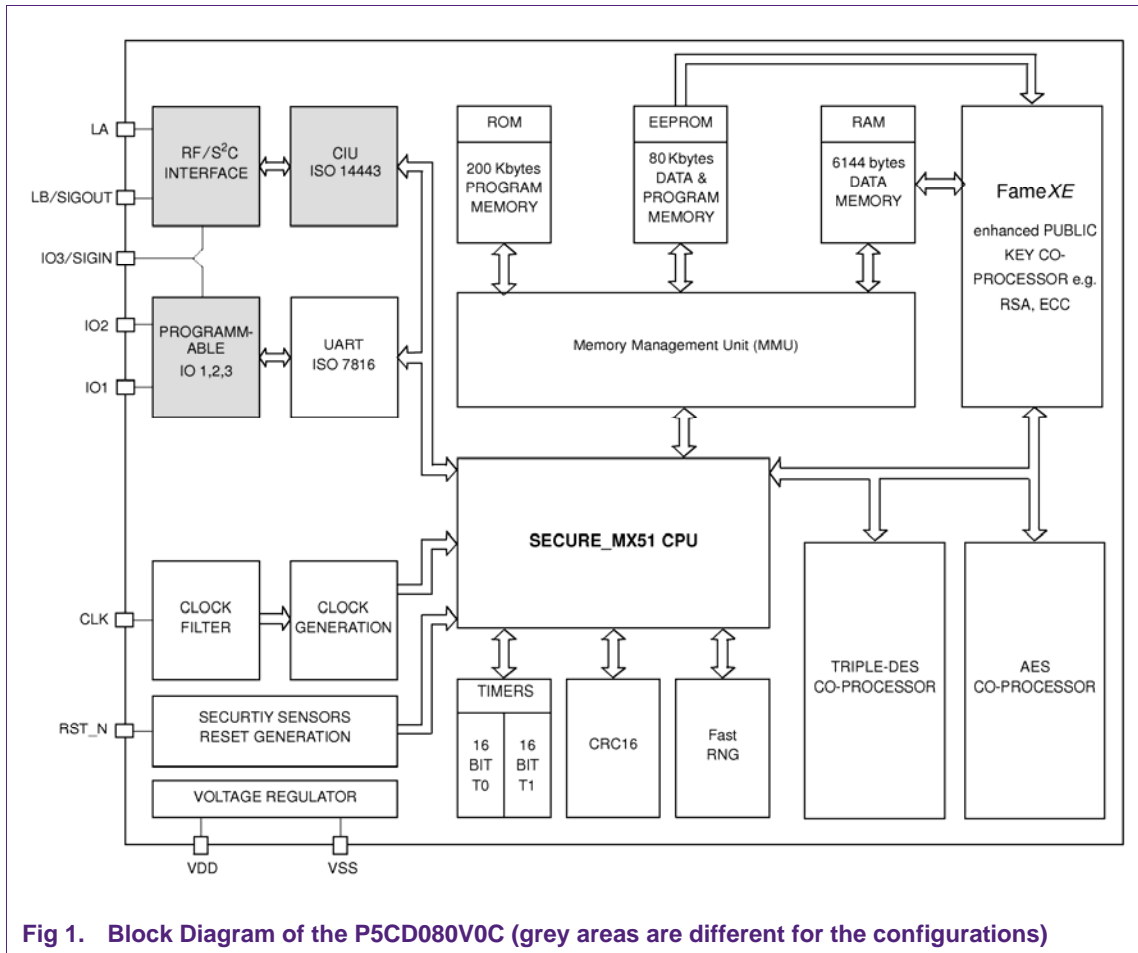 LA
LB/SIGOUT
IO3/SIGIN
IO2
IO1
CLK
RST_N
RF/S²C
INTERFACE
CIU
ISO 14443
PROGRAMM-
ABLE
IO 1,2,3
UART
ISO 7816
ROM
200 Kbytes
PROGRAM
MEMORY
EEPROM
80 Kbytes
DATA &
PROGRAM
MEMORY
RAM
6144 bytes
DATA
MEMORY
FameXE
enhanced PUBLIC
KEY CO-
PROCESSOR e.g.
RSA, ECC
Memory Management Unit (MMU)
SECURE_MX51 CPU
CLOCK
FILTER
CLOCK
GENERATION
SECURTIY SENSORS
RESET GENERATION
VOLTAGE REGULATOR
VDD
VSS
TIMERS
16
BIT
T0
16
BIT
T1
CRC16
Fast
RNG
TRIPLE-DES
CO-PROCESSOR
AES
CO-PROCESSOR
Fig 1. Block Diagram of the P5CD080V0C (grey areas are different for the configurations)